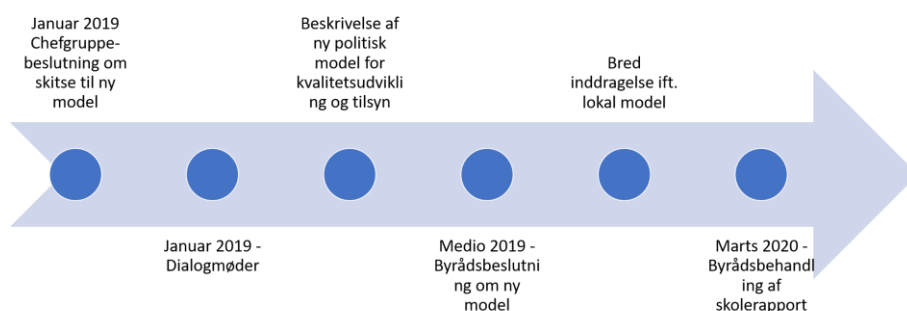 Januar 2019
Chefgruppe-
beslutning om
skitse til ny
model
Januar 2019 -
Dialogmøder
Beskrivelse af
ny politisk
model for
kvalitetsudvikli
ng og tilsyn
Medio 2019 -
Byrådsbeslutni
ng om ny
model
Bred
inddragelse ift.
lokal model
Marts 2020 -
Byrådsbehandl
ing af
skolerapport